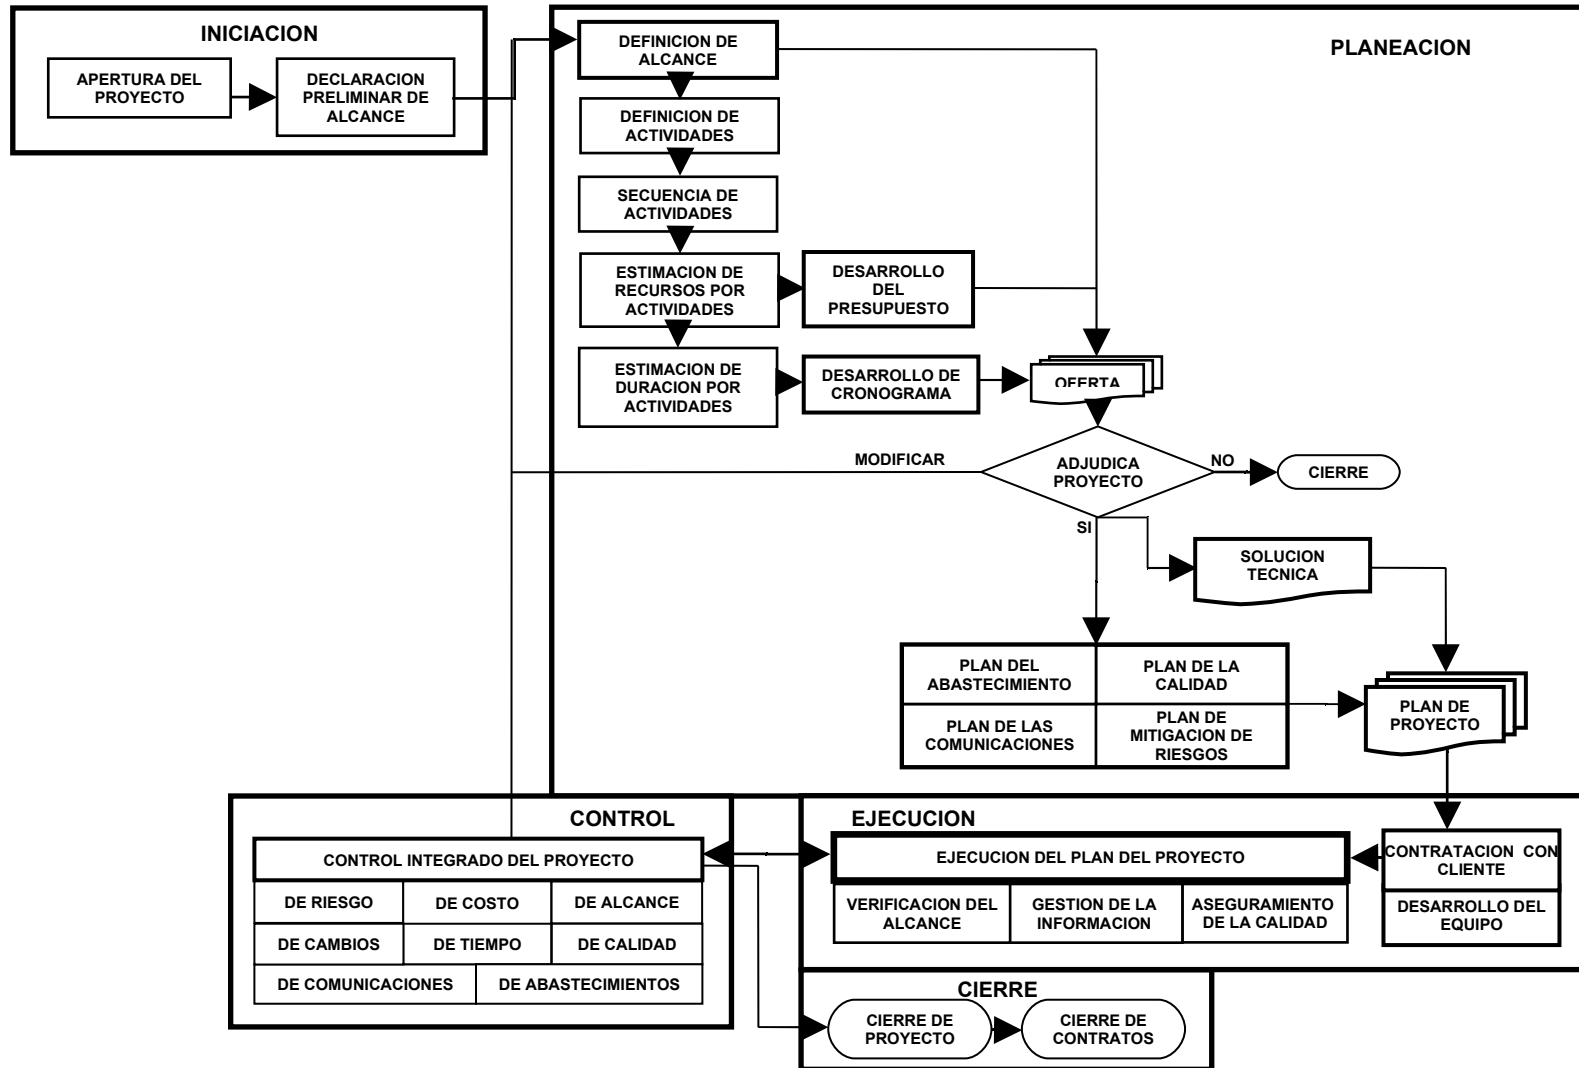 INICIACION
APERTURA DEL
PROYECTO
DECLARACION
PRELIMINAR DE
ALCANCE
PLANEACION
DEFINICION DE
ALCANCE
DEFINICION DE
ACTIVIDADES
SECUENCIA DE
ACTIVIDADES
ESTIMACION DE
RECURSOS POR
ACTIVIDADES
DESARROLLO
DEL
PRESUPUESTO
ESTIMACION DE
DURACION POR
ACTIVIDADES
DESARROLLO DE
CRONOGRAMA
OFERTA
MODIFICAR
ADJUDICA
PROYECTO
NO
CIERRE
SI
SOLUCION
TECNICA
PLAN DEL
ABASTECIMIENTO
PLAN DE LA
CALIDAD
PLAN DE LAS
COMUNICACIONES
PLAN DE
MITIGACION DE
RIESGOS
PLAN DE
PROYECTO
CONTROL
CONTROL INTEGRADO DEL PROYECTO
DE RIESGO
DE COSTO
DE ALCANCE
DE CAMBIOS
DE TIEMPO
DE CALIDAD
DE COMUNICACIONES
DE ABASTECIMIENTOS
EJECUCION
EJECUCION DEL PLAN DEL PROYECTO
VERIFICACION DEL
ALCANCE
GESTION DE LA
INFORMACION
ASEGURAMIENTO
DE LA CALIDAD
CONTRATACION CON
CLIENTE
DESARROLLO DEL
EQUIPO
CIERRE
CIERRE DE
PROYECTO
CIERRE DE
CONTRATOS